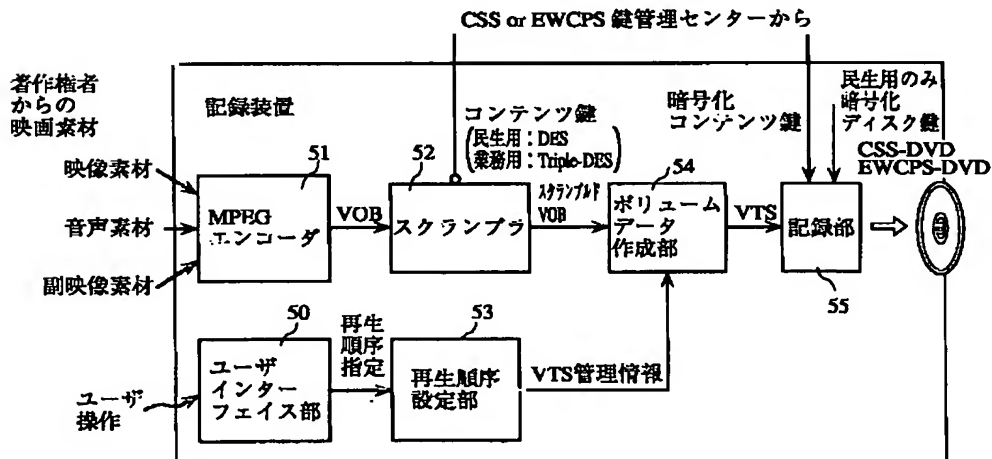 CSS or EWCPS 鍵管理センターから
著作権者
からの
映画素材
記録装置
コンテンツ鍵
(民生用:DES
業務用:Triple-DES)
暗号化
コンテンツ鍵
民生用のみ
暗号化
ディスク鍵
CSS-DVD
EWCPS-DVD
映像素材
音声素材
副映像素材
51
MPEG
エンコーダ
VOB
52
スクランブラ
スクランブルド
VOB
54
ボリューム
データ
作成部
VTS
記録部
55
ユーザ
操作
50
ユーザ
インター
フェイス部
再生
順序
指定
53
再生順序
設定部
VTS管理情報